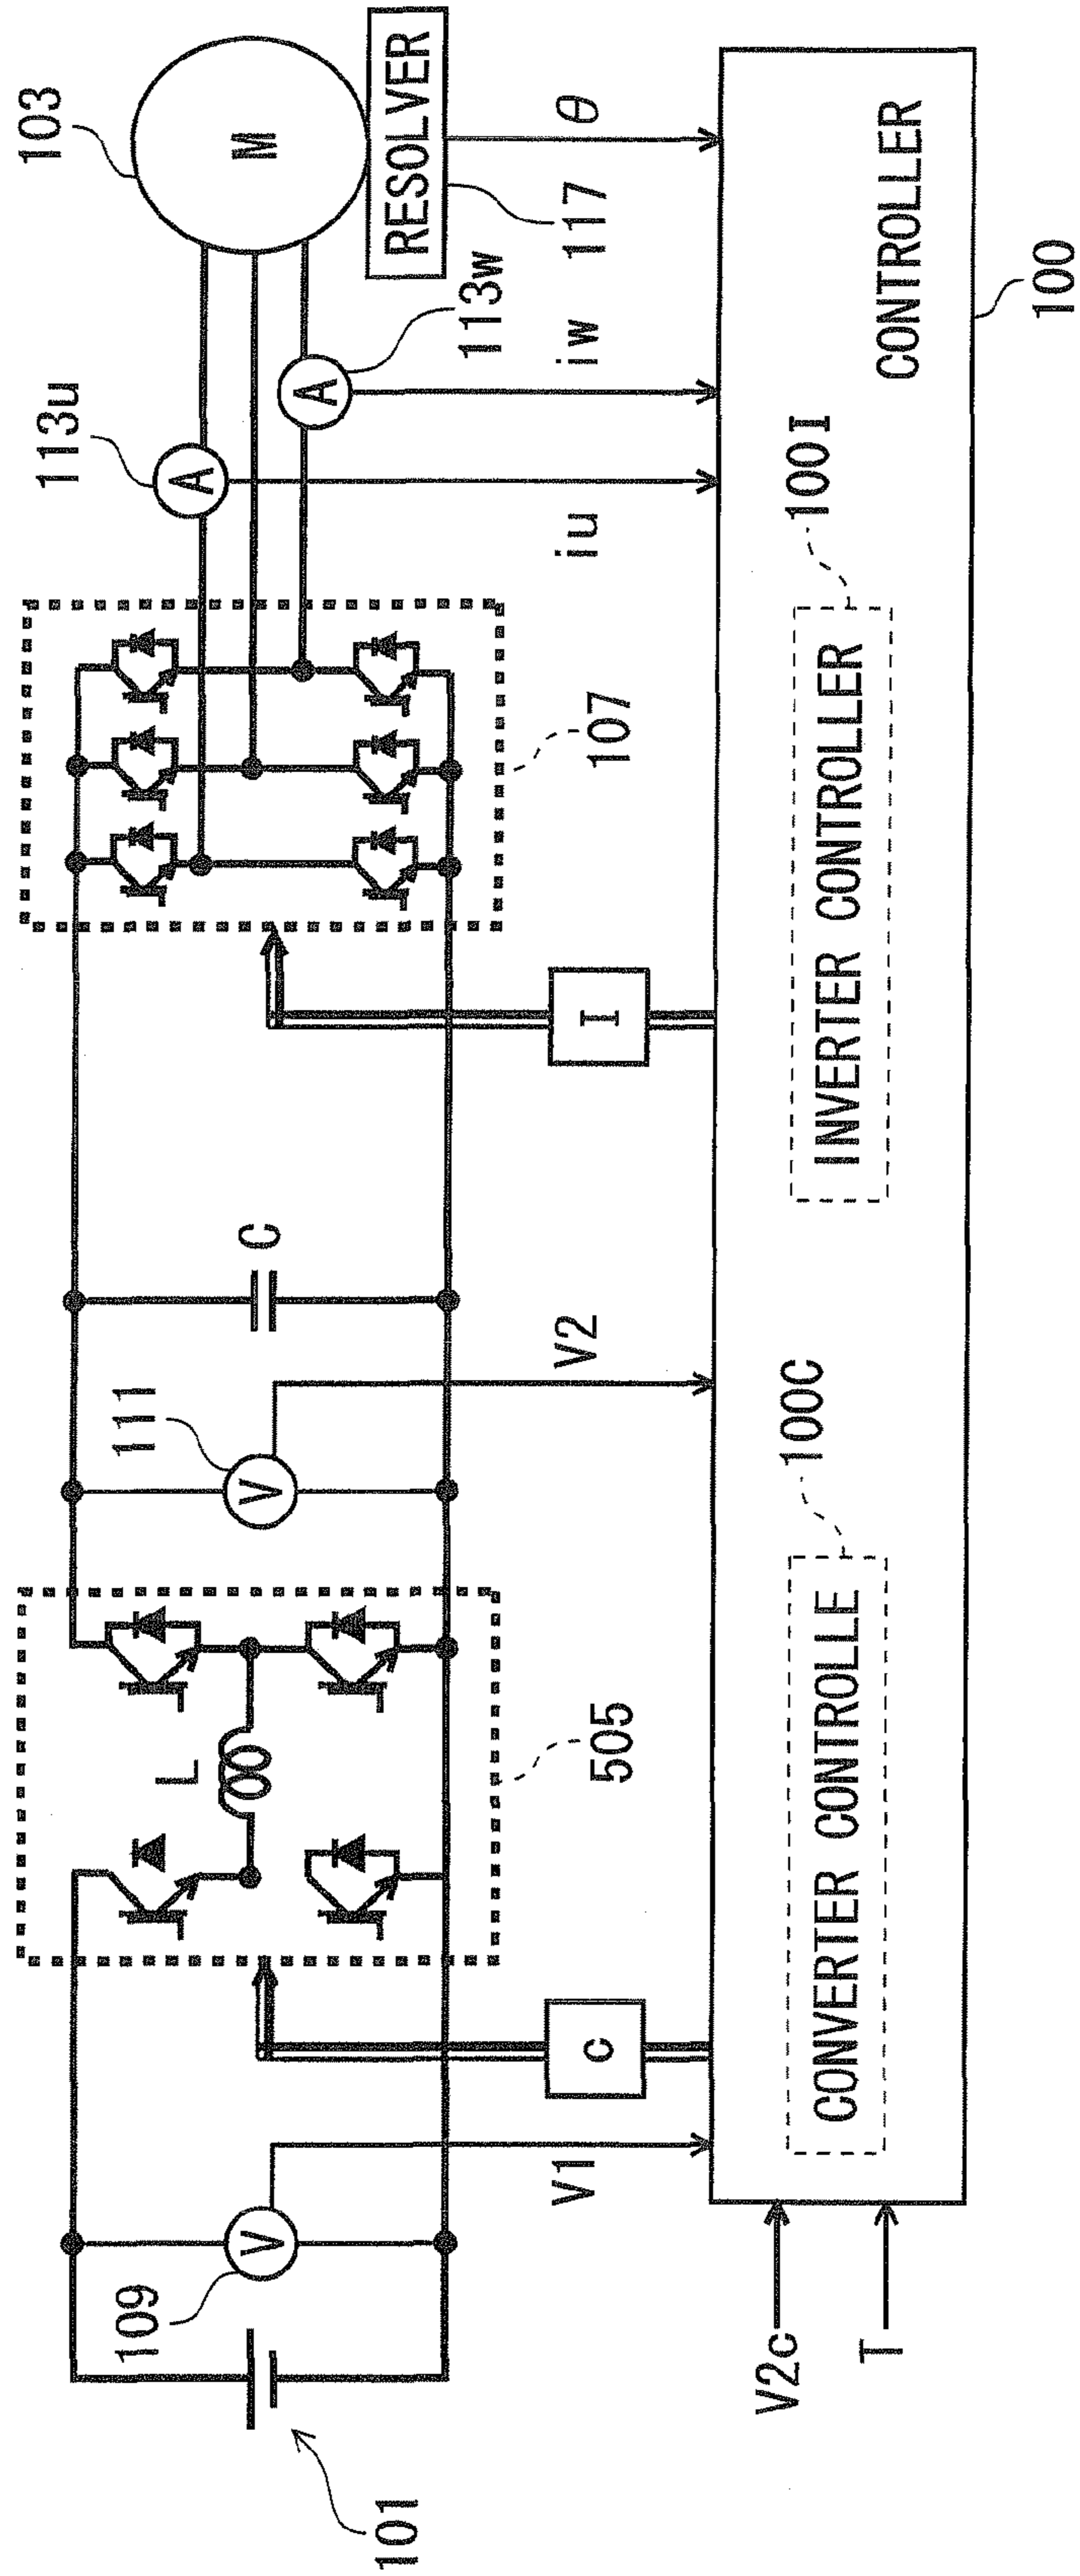 101
109
V
V1
C
505
L
111
V
V2
C
I
107
113u
A
iu
A
113w
iw
103
M
RESOLVER
117
θ
V2c
T
100C
CONVERTER CONTROLLE
100I
INVERTER CONTROLLER
CONTROLLER
100